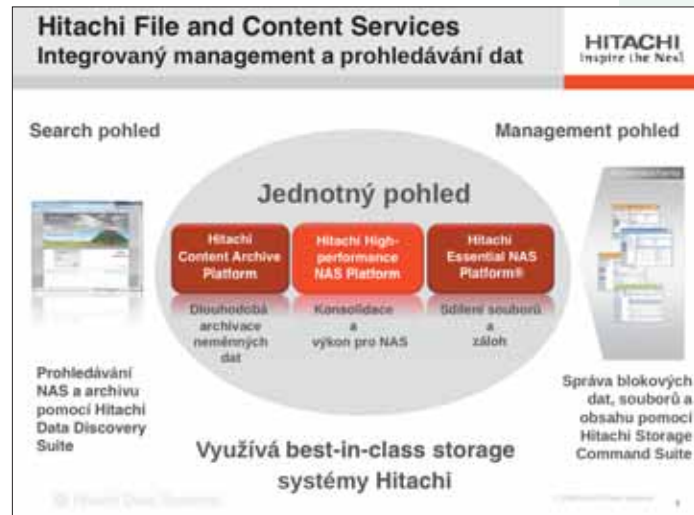 Hitachi File and Content Services
Integrovaný management a prohledávání dat
HITACHI
Inspire the Next
Search pohled
Management pohled
Jednotný pohled
Hitachi
Content Archive
Platform
Hitachi High-
performance
NAS Platform
Hitachi
Essential NAS
Platform®
Dlouhodobá
archivace
neměnných
dat
Konsolidace
a
výkon pro NAS
Sdílení souborů
a
záloh
Prohledávání
NAS a archivu
pomocí Hitachi
Data Discovery
Suite
Správa blokových
dat, souborů a
obsahu pomocí
Hitachi Storage
Command Suite
Využívá best-in-class storage
systémy Hitachi
Hitachi Data Systems